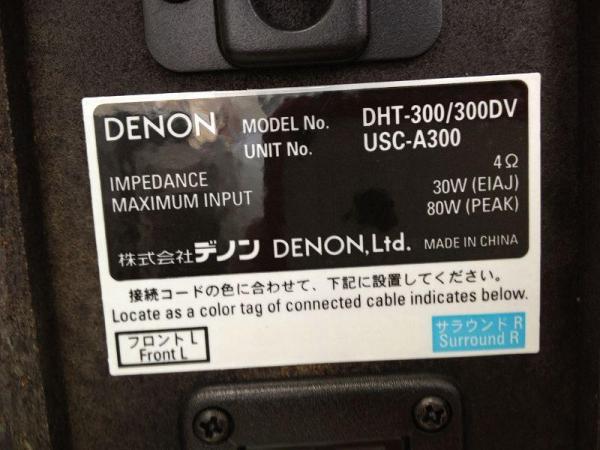 DENON MODEL No. DHT-300/300DV
UNIT No. USC-A300
IMPEDANCE 4Ω
MAXIMUM INPUT 30W (EIAJ)
80W (PEAK)
株式会社デノン DENON, Ltd. MADE IN CHINA
接続コードの色に合わせて、下記に設置してください。
Locate as a color tag of connected cable indicates below.
フロント L サラウンド R
Front L Surround R